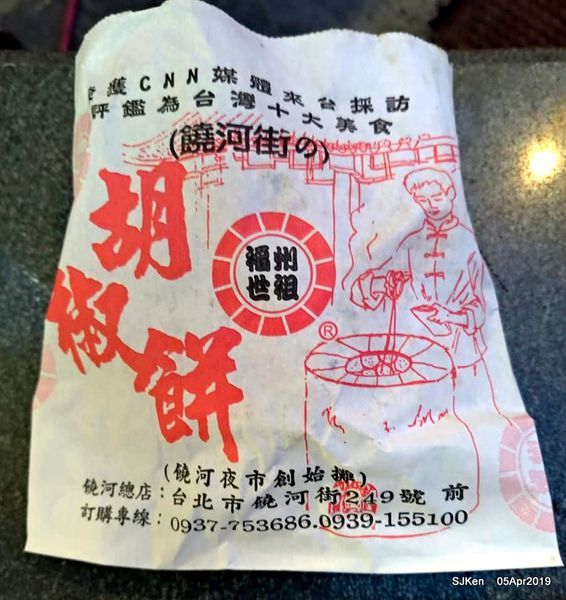 獲CNN媒體來台採訪
評鑑為台灣十大美食
(饒河街の)
胡椒餅
福州
世祖
®
(饒河夜市創始攤)
饒河總店：台北市饒河街249號前
訂購專線：0937-753686.0939-155100
SJKen 05Apr2019